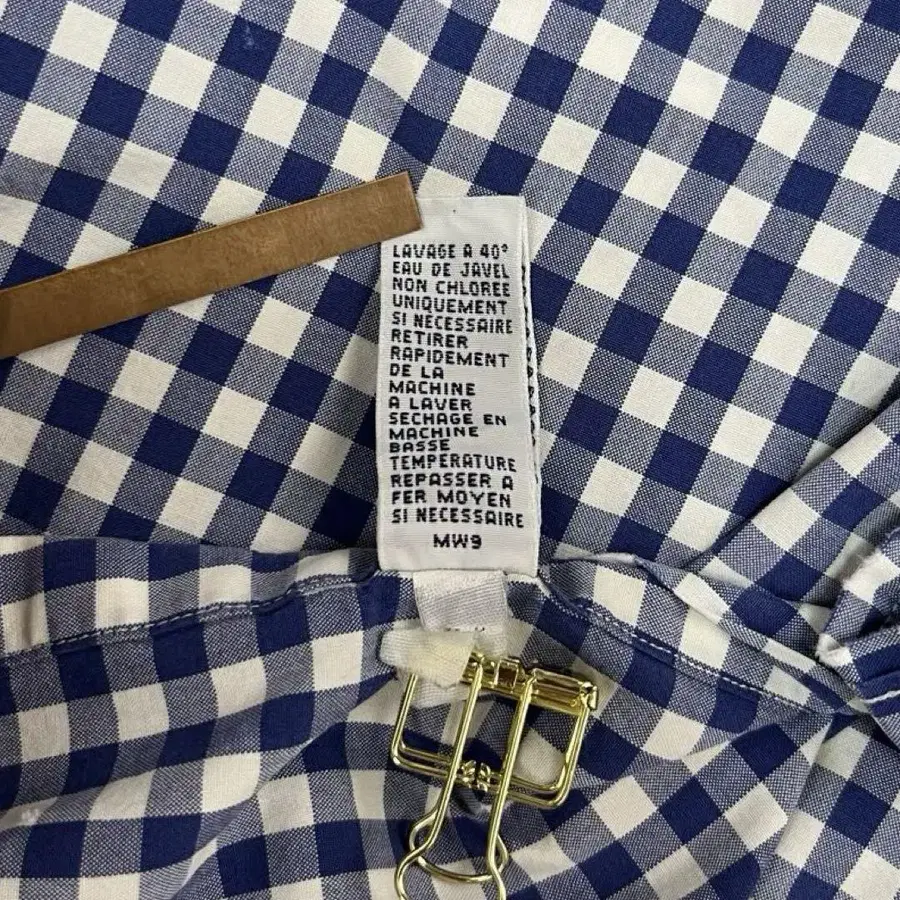 LAVAGE A 40°
EAU DE JAVEL
NON CHLOREE
UNIQUEMENT
SI NECESSAIRE
RETIRER
RAPIDEMENT
DE LA
MACHINE
A LAVER
SECHAGE EN
MACHINE
BASSE
TEMPERATURE
REPASSER A
FER MOYEN
SI NECESSAIRE
MW9